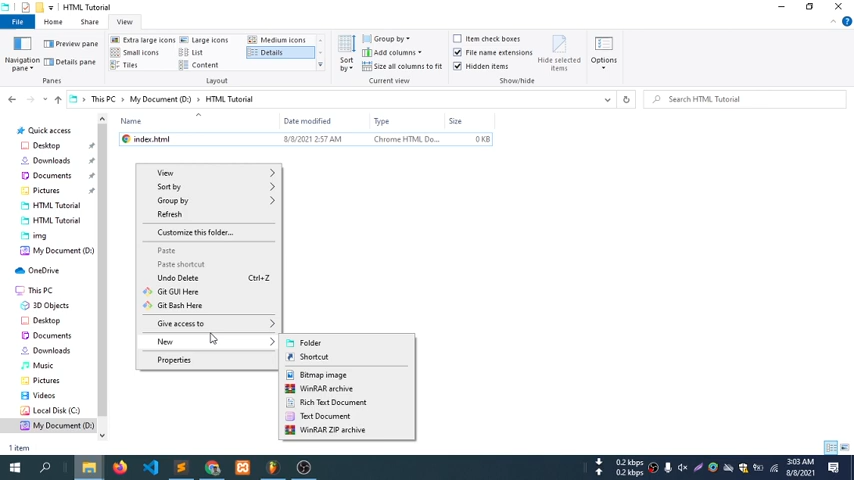 HTML Tutorial
File Home Share View
Navigation pane
Preview pane
Details pane
Panes
Extra large icons Large icons Medium icons
Small icons List Details
Tiles Content
Layout
Sort by
Group by
Add columns
Size all columns to fit
Current view
Item check boxes
File name extensions
Hidden items
Hide selected items
Show/hide
Options
This PC My Document (D:) HTML Tutorial
Search HTML Tutorial
Name Date modified Type Size
index.html 8/8/2021 2:57 AM Chrome HTML Do... 0 KB
Quick access
Desktop
Downloads
Documents
Pictures
HTML Tutorial
HTML Tutorial
img
My Document (D:)
OneDrive
This PC
3D Objects
Desktop
Documents
Downloads
Music
Pictures
Videos
Local Disk (C:)
My Document (D:)
View
Sort by
Group by
Refresh
Customize this folder...
Paste
Paste shortcut
Undo Delete Ctrl+Z
Git GUI Here
Git Bash Here
Give access to
New
Properties
Folder
Shortcut
Bitmap image
WinRAR archive
Rich Text Document
Text Document
WinRAR ZIP archive
1 item
0.2 kbps
0.2 kbps
3:03 AM
8/8/2021